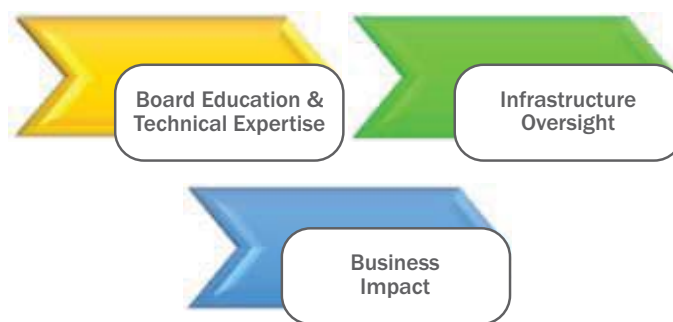 Board Education &
Technical Expertise
Infrastructure
Oversight
Business
Impact